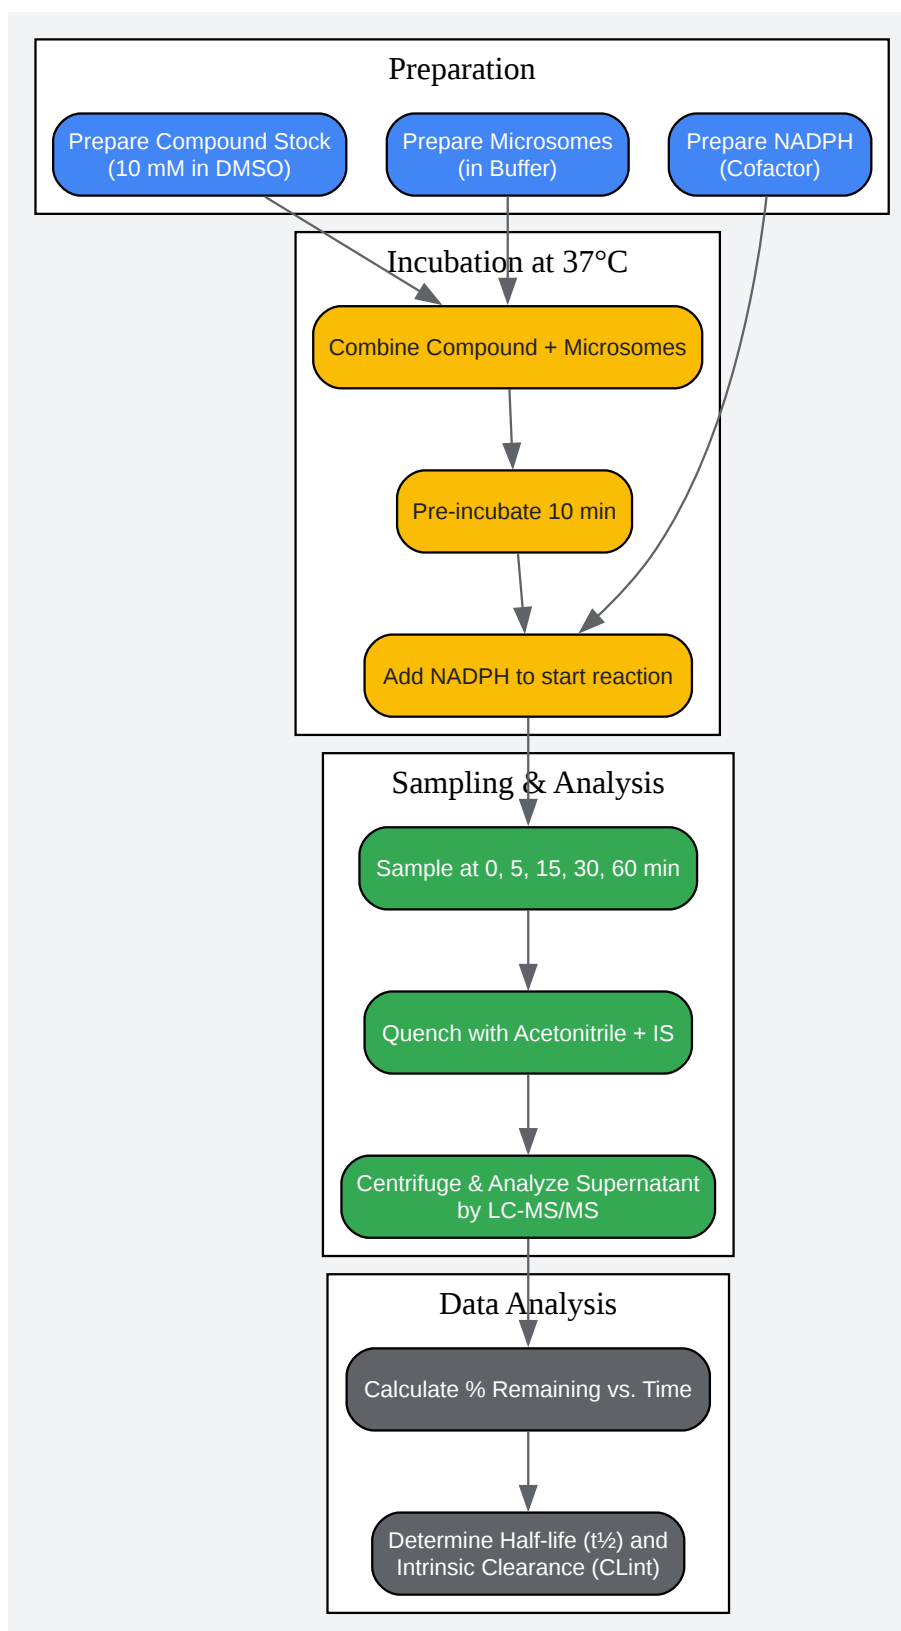 Preparation
Prepare Compound Stock
(10 mM in DMSO)
Prepare Microsomes
(in Buffer)
Prepare NADPH
(Cofactor)
Incubation at 37°C
Combine Compound + Microsomes
Pre-incubate 10 min
Add NADPH to start reaction
Sampling & Analysis
Sample at 0, 5, 15, 30, 60 min
Quench with Acetonitrile + IS
Centrifuge & Analyze Supernatant
by LC-MS/MS
Data Analysis
Calculate % Remaining vs. Time
Determine Half-life (t½) and
Intrinsic Clearance (CLint)